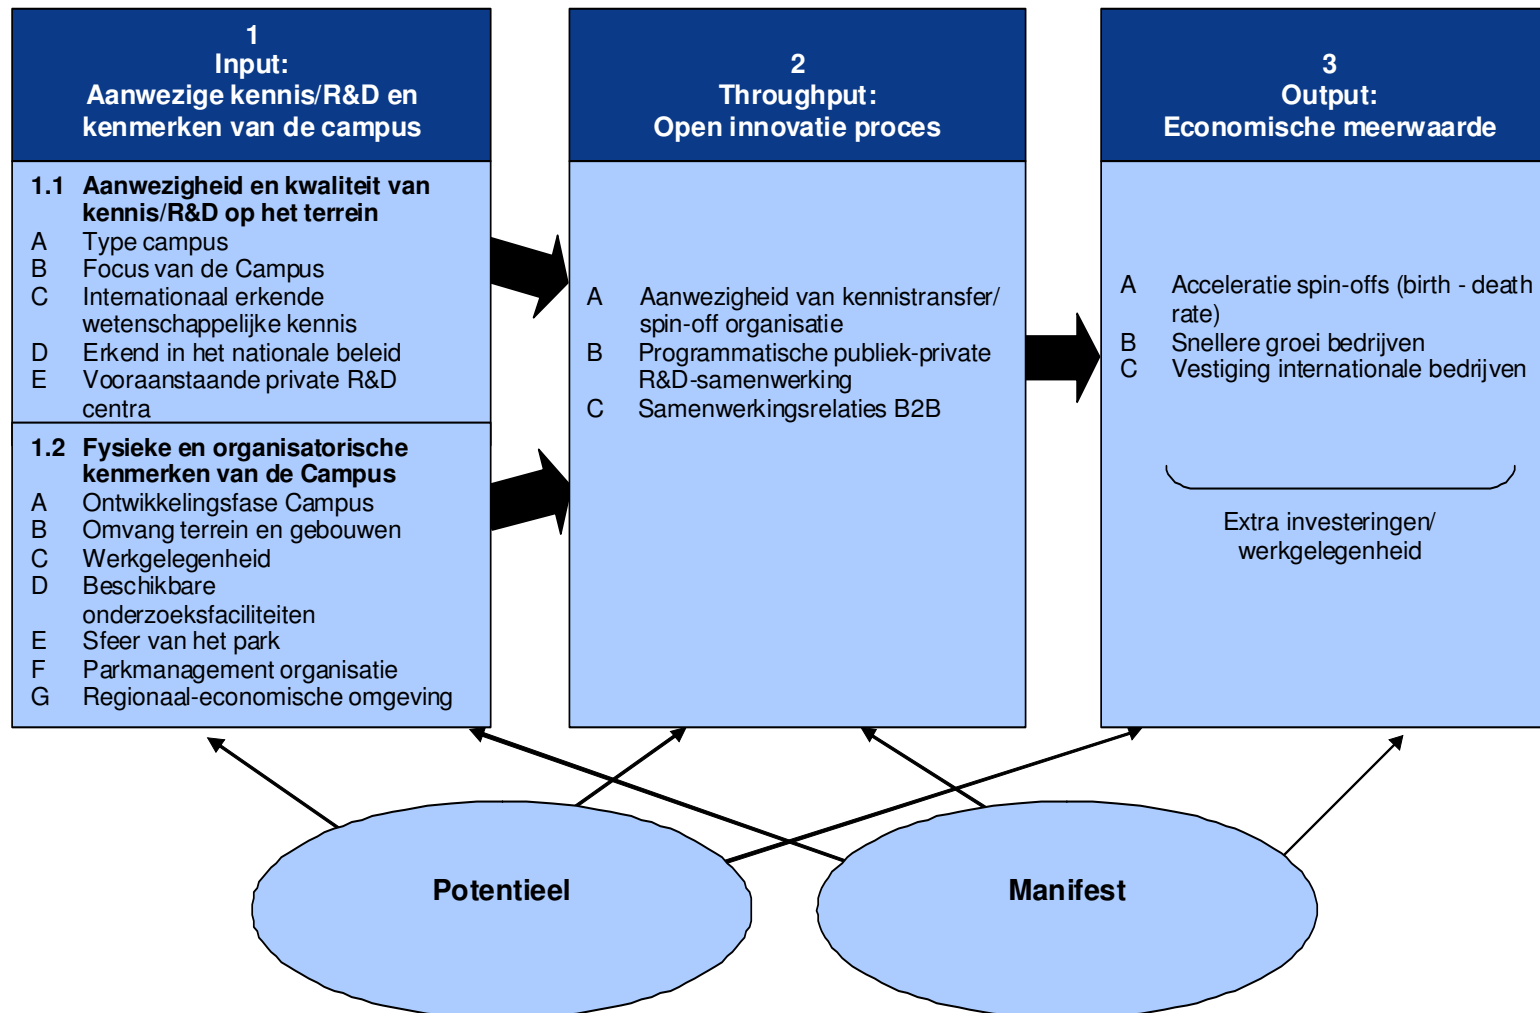 1
Input:
Aanwezige kennis/R&D en
kenmerken van de campus
1.1 Aanwezigheid en kwaliteit van
kennis/R&D op het terrein
A Type campus
B Focus van de Campus
C Internationaal erkende
wetenschappelijke kennis
D Erkend in het nationale beleid
E Vooraanstaande private R&D
centra
1.2 Fysieke en organisatorische
kenmerken van de Campus
A Ontwikkelingsfase Campus
B Omvang terrein en gebouwen
C Werkgelegenheid
D Beschikbare
onderzoeksfaciliteiten
E Sfeer van het park
F Parkmanagement organisatie
G Regionaal-economische omgeving
2
Throughput:
Open innovatie proces
A Aanwezigheid van kennistransfer/
spin-off organisatie
B Programmatische publiek-private
R&D-samenwerking
C Samenwerkingsrelaties B2B
3
Output:
Economische meerwaarde
A Acceleratie spin-offs (birth - death
rate)
B Snellere groei bedrijven
C Vestiging internationale bedrijven
Extra investeringen/
werkgelegenheid
Potentieel
Manifest